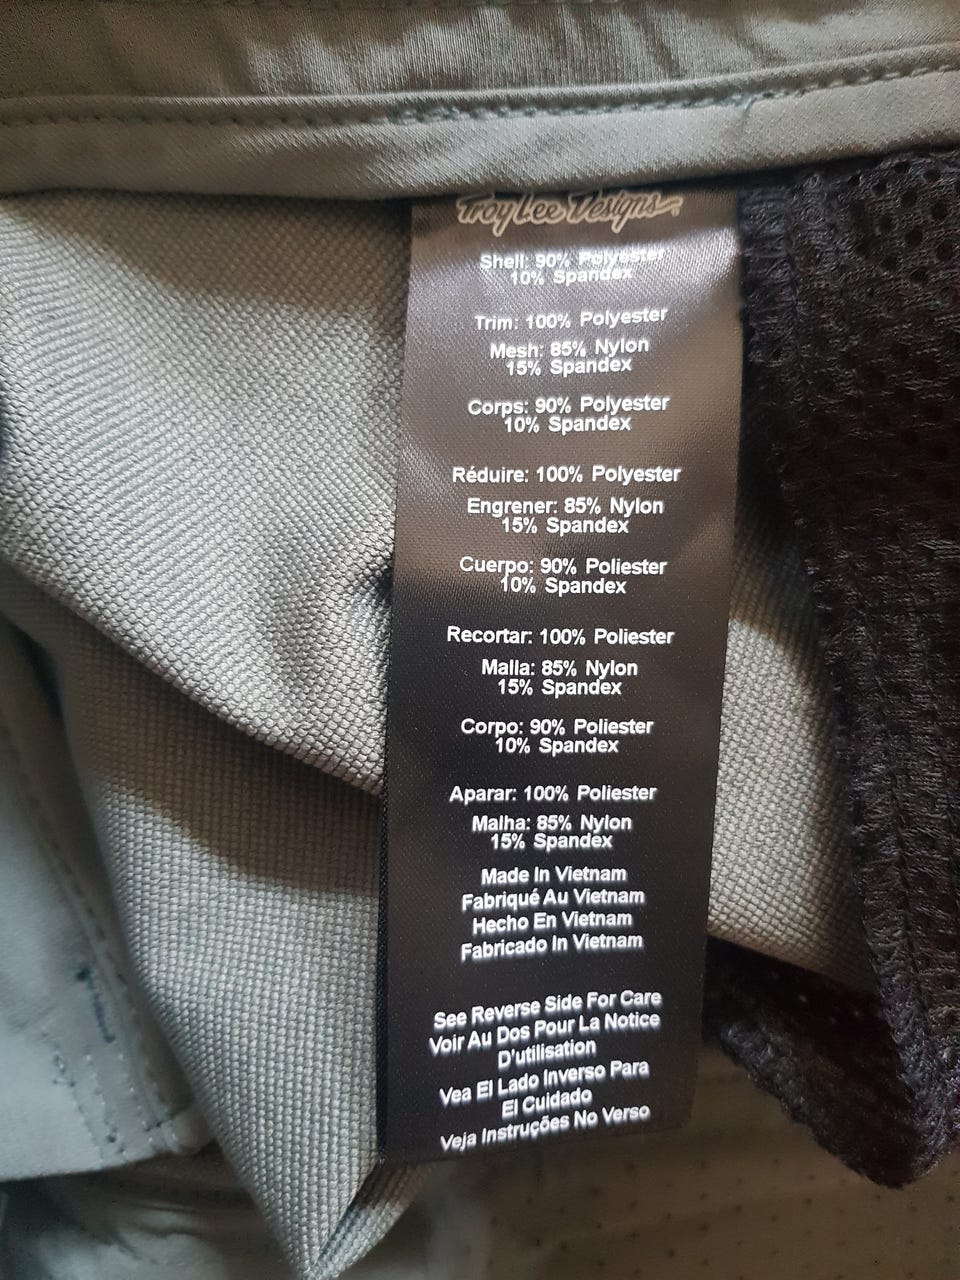 Troy Lee Designs
Shell: 90% Polyester
10% Spandex
Trim: 100% Polyester
Mesh: 85% Nylon
15% Spandex
Corps: 90% Polyester
10% Spandex
Réduire: 100% Polyester
Engrener: 85% Nylon
15% Spandex
Cuerpo: 90% Poliester
10% Spandex
Recortar: 100% Poliester
Malla: 85% Nylon
15% Spandex
Corpo: 90% Poliester
10% Spandex
Aparar: 100% Poliester
Malha: 85% Nylon
15% Spandex
Made In Vietnam
Fabriqué Au Vietnam
Hecho En Vietnam
Fabricado In Vietnam
See Reverse Side For Care
Voir Au Dos Pour La Notice
D'utilisation
Vea El Lado Inverso Para
El Cuidado
Veja Instruções No Verso